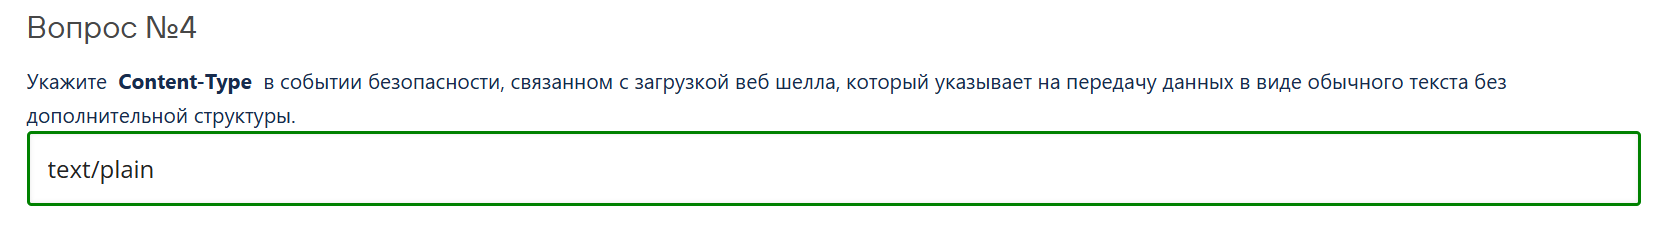 Вопрос №4
Укажите Content-Type в событии безопасности, связанном с загрузкой веб шелла, который указывает на передачу данных в виде обычного текста без
дополнительной структуры.
text/plain